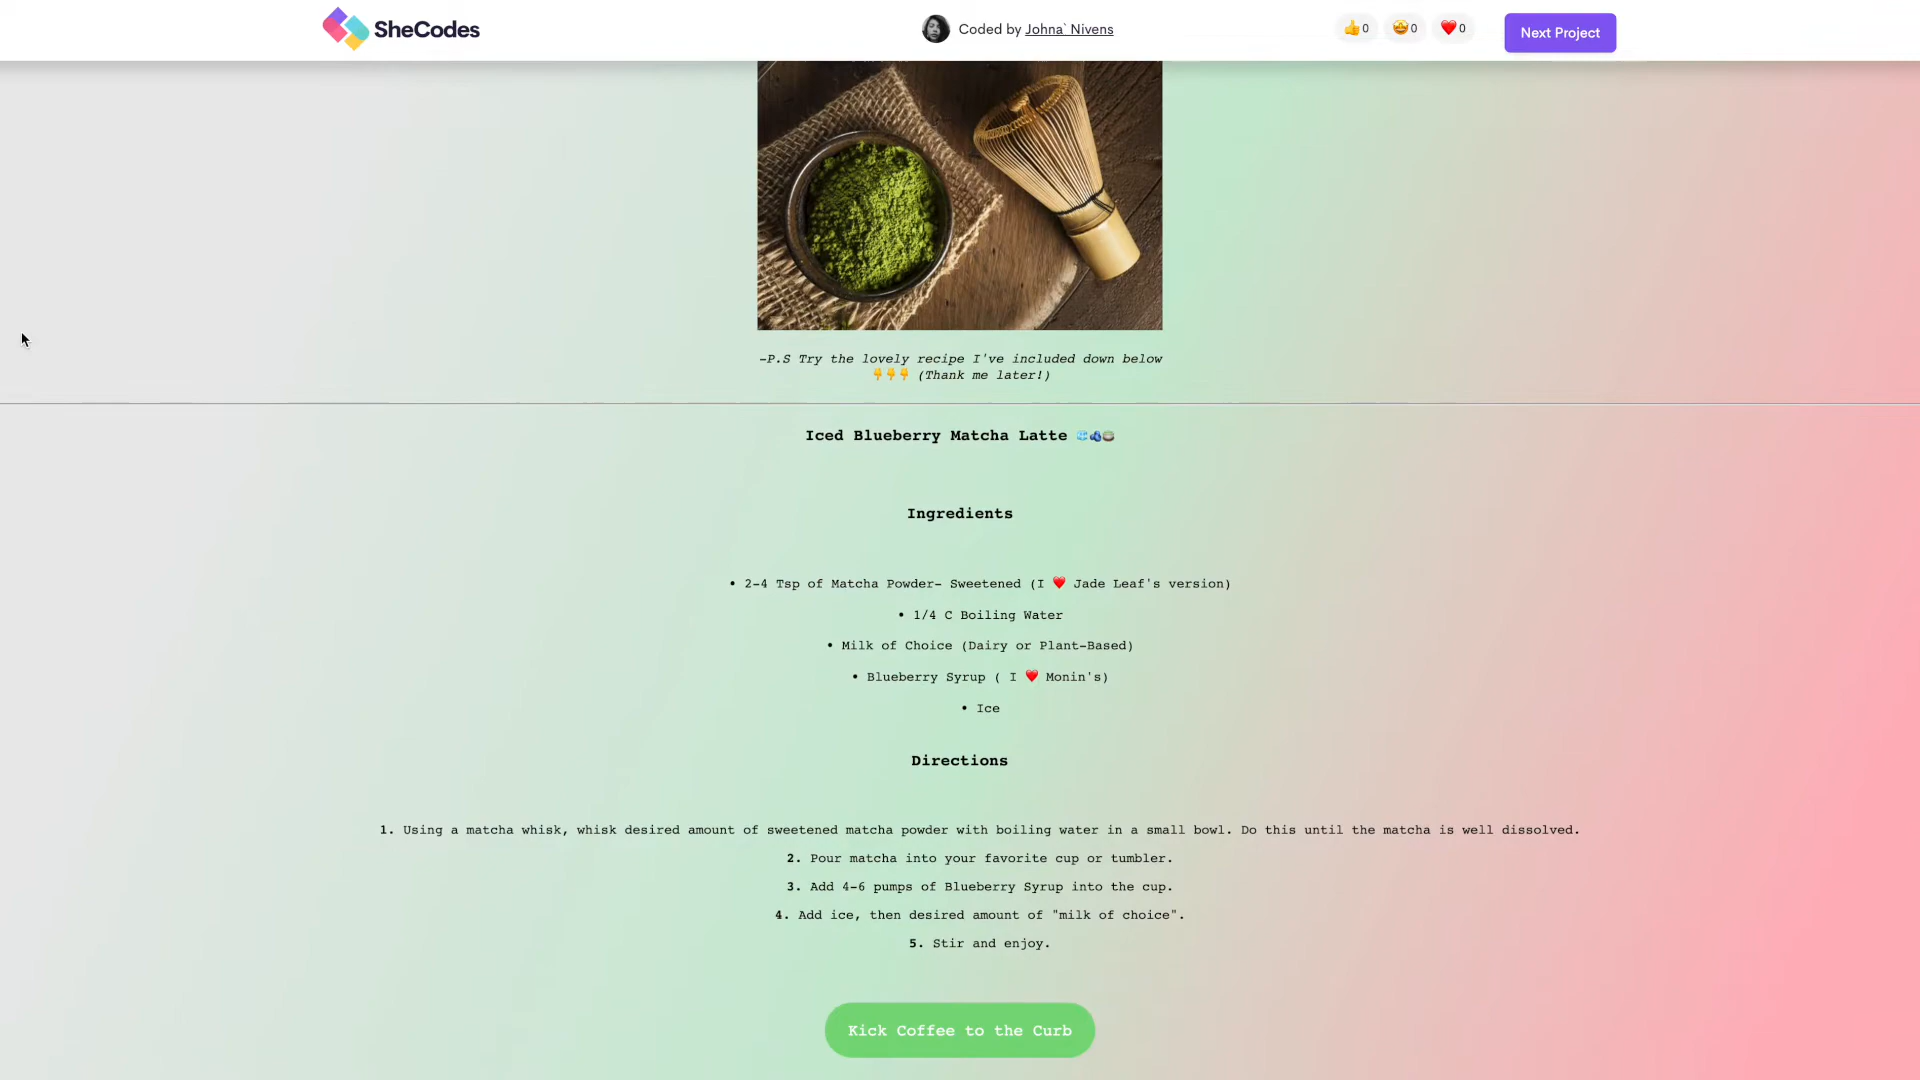 SheCodes
Coded by Johna` Nivens
👍0 🤩0 ❤️0
Next Project
-P.S Try the lovely recipe I've included down below
👇👇👇 (Thank me later!)
Iced Blueberry Matcha Latte 🧊🫐🍵
Ingredients
• 2-4 Tsp of Matcha Powder- Sweetened (I ❤️ Jade Leaf's version)
• 1/4 C Boiling Water
• Milk of Choice (Dairy or Plant-Based)
• Blueberry Syrup ( I ❤️ Monin's)
• Ice
Directions
1. Using a matcha whisk, whisk desired amount of sweetened matcha powder with boiling water in a small bowl. Do this until the matcha is well dissolved.
2. Pour matcha into your favorite cup or tumbler.
3. Add 4-6 pumps of Blueberry Syrup into the cup.
4. Add ice, then desired amount of "milk of choice".
5. Stir and enjoy.
Kick Coffee to the Curb